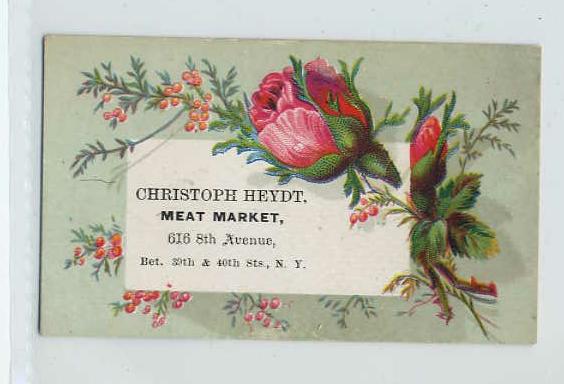 CHRISTOPH HEYDT,
MEAT MARKET,
616 8th Avenue,
Bet. 39th & 40th Sts., N. Y.